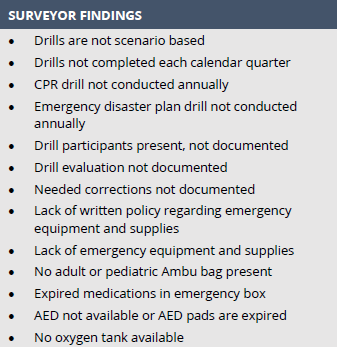 SURVEYOR FINDINGS
• Drills are not scenario based
• Drills not completed each calendar quarter
• CPR drill not conducted annually
• Emergency disaster plan drill not conducted
annually
• Drill participants present, not documented
• Drill evaluation not documented
• Needed corrections not documented
• Lack of written policy regarding emergency
equipment and supplies
• Lack of emergency equipment and supplies
• No adult or pediatric Ambu bag present
• Expired medications in emergency box
• AED not available or AED pads are expired
• No oxygen tank available